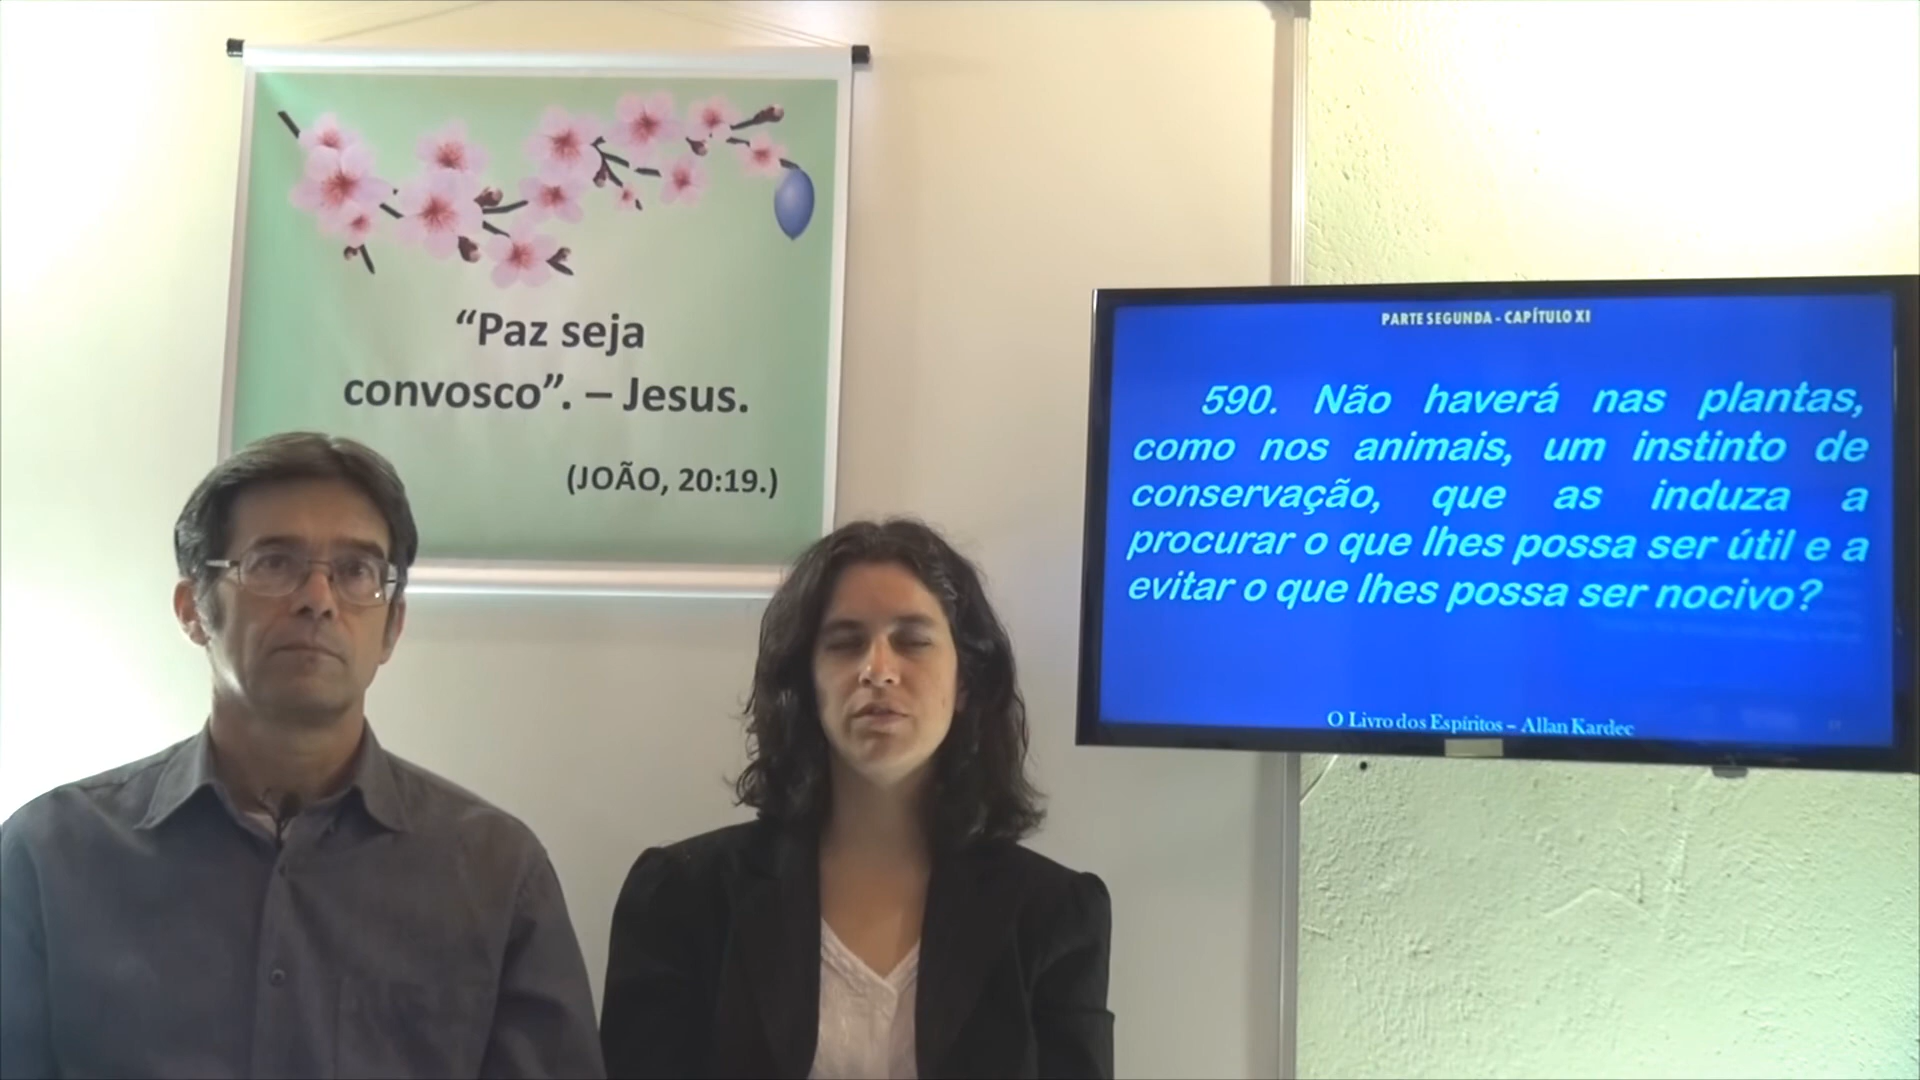 “Paz seja
convosco”. – Jesus.
(JOÃO, 20:19.)
PARTE SEGUNDA - CAPÍTULO XI
590. Não haverá nas plantas,
como nos animais, um instinto de
conservação, que as induza a
procurar o que lhes possa ser útil e a
evitar o que lhes possa ser nocivo?
O Livro dos Espíritos – Allan Kardec